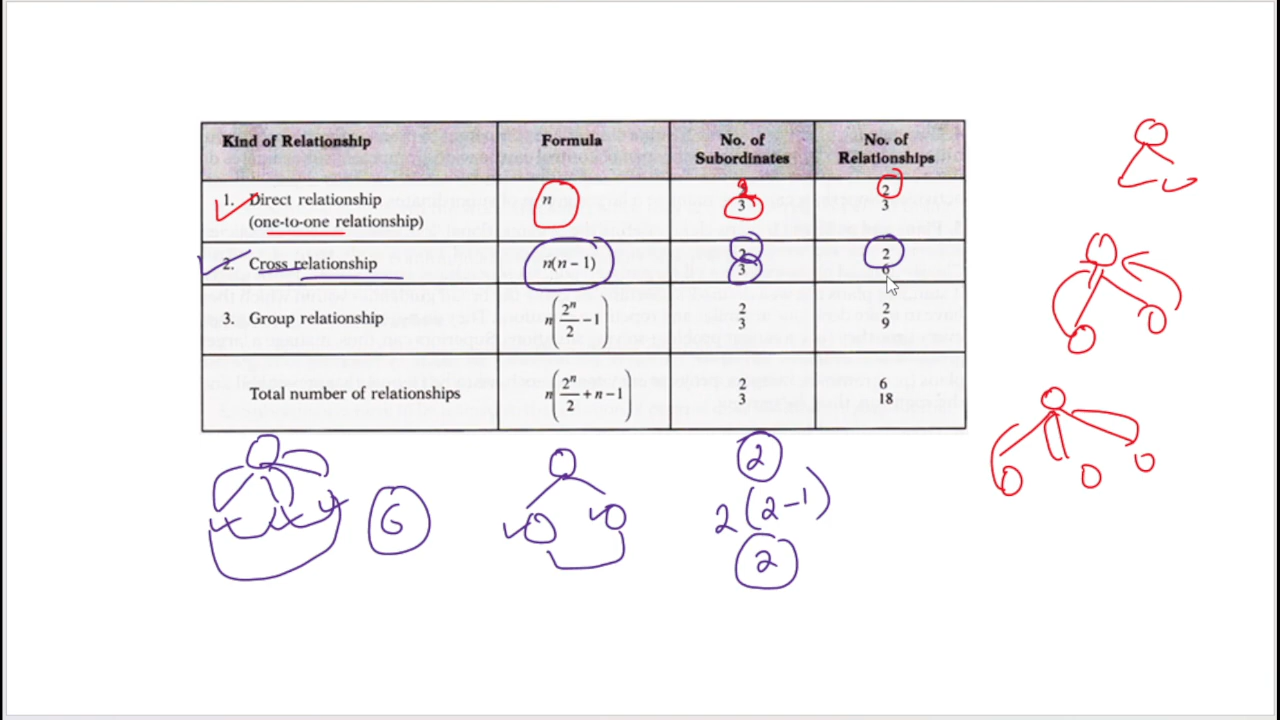 Kind of Relationship
Formula
No. of
Subordinates
No. of
Relationships
1. Direct relationship
(one-to-one relationship)
n
2
3
2
3
2. Cross relationship
n(n – 1)
2
3
2
6
3. Group relationship
n(2ⁿ/2 – 1)
2
3
2
9
Total number of relationships
n(2ⁿ/2 + n – 1)
2
3
6
18
6
2
2(2-1)
2